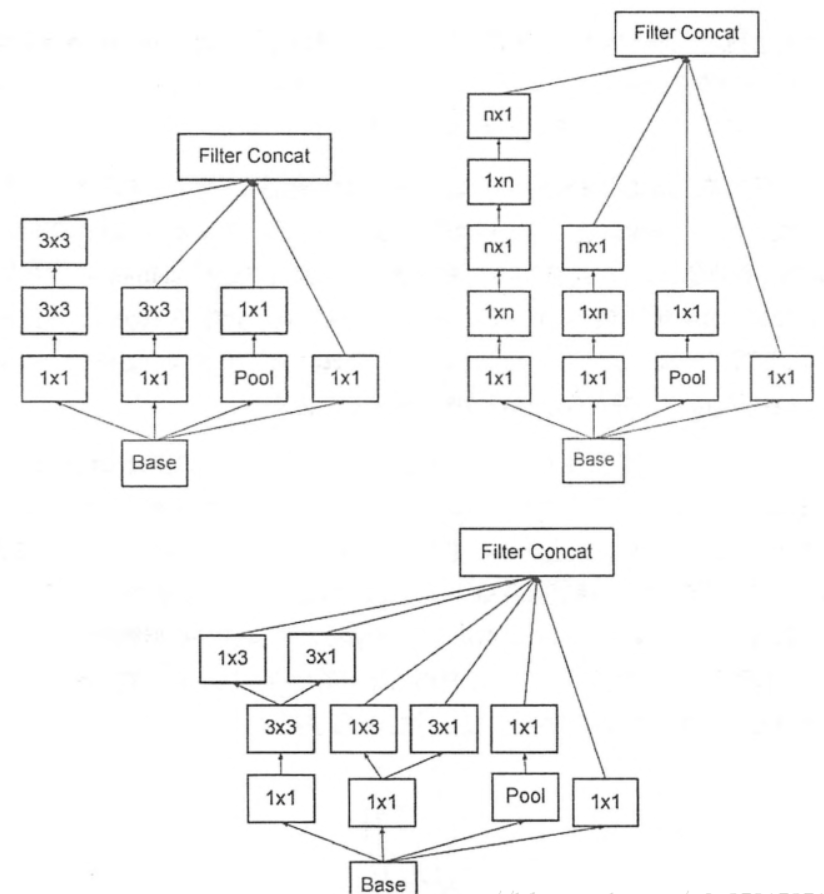 Filter Concat
3x3
3x3 3x3 1x1
1x1 1x1 Pool 1x1
Base
Filter Concat
nx1
1xn
nx1 nx1
1xn 1xn 1x1
1x1 1x1 Pool 1x1
Base
Filter Concat
1x3 3x1
3x3 1x3 3x1 1x1
1x1 1x1 Pool 1x1
Base